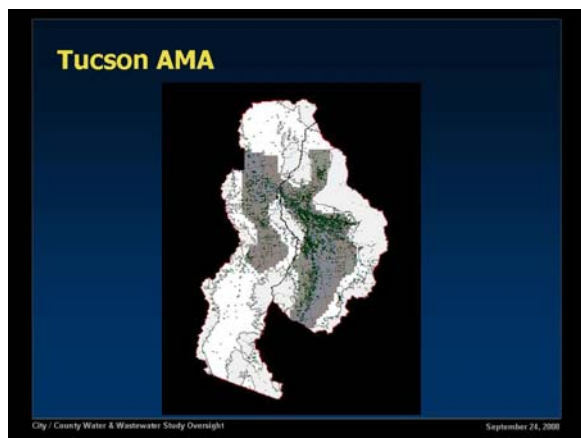 Tucson AMA
City / County Water & Wastewater Study Oversight
September 24, 2008